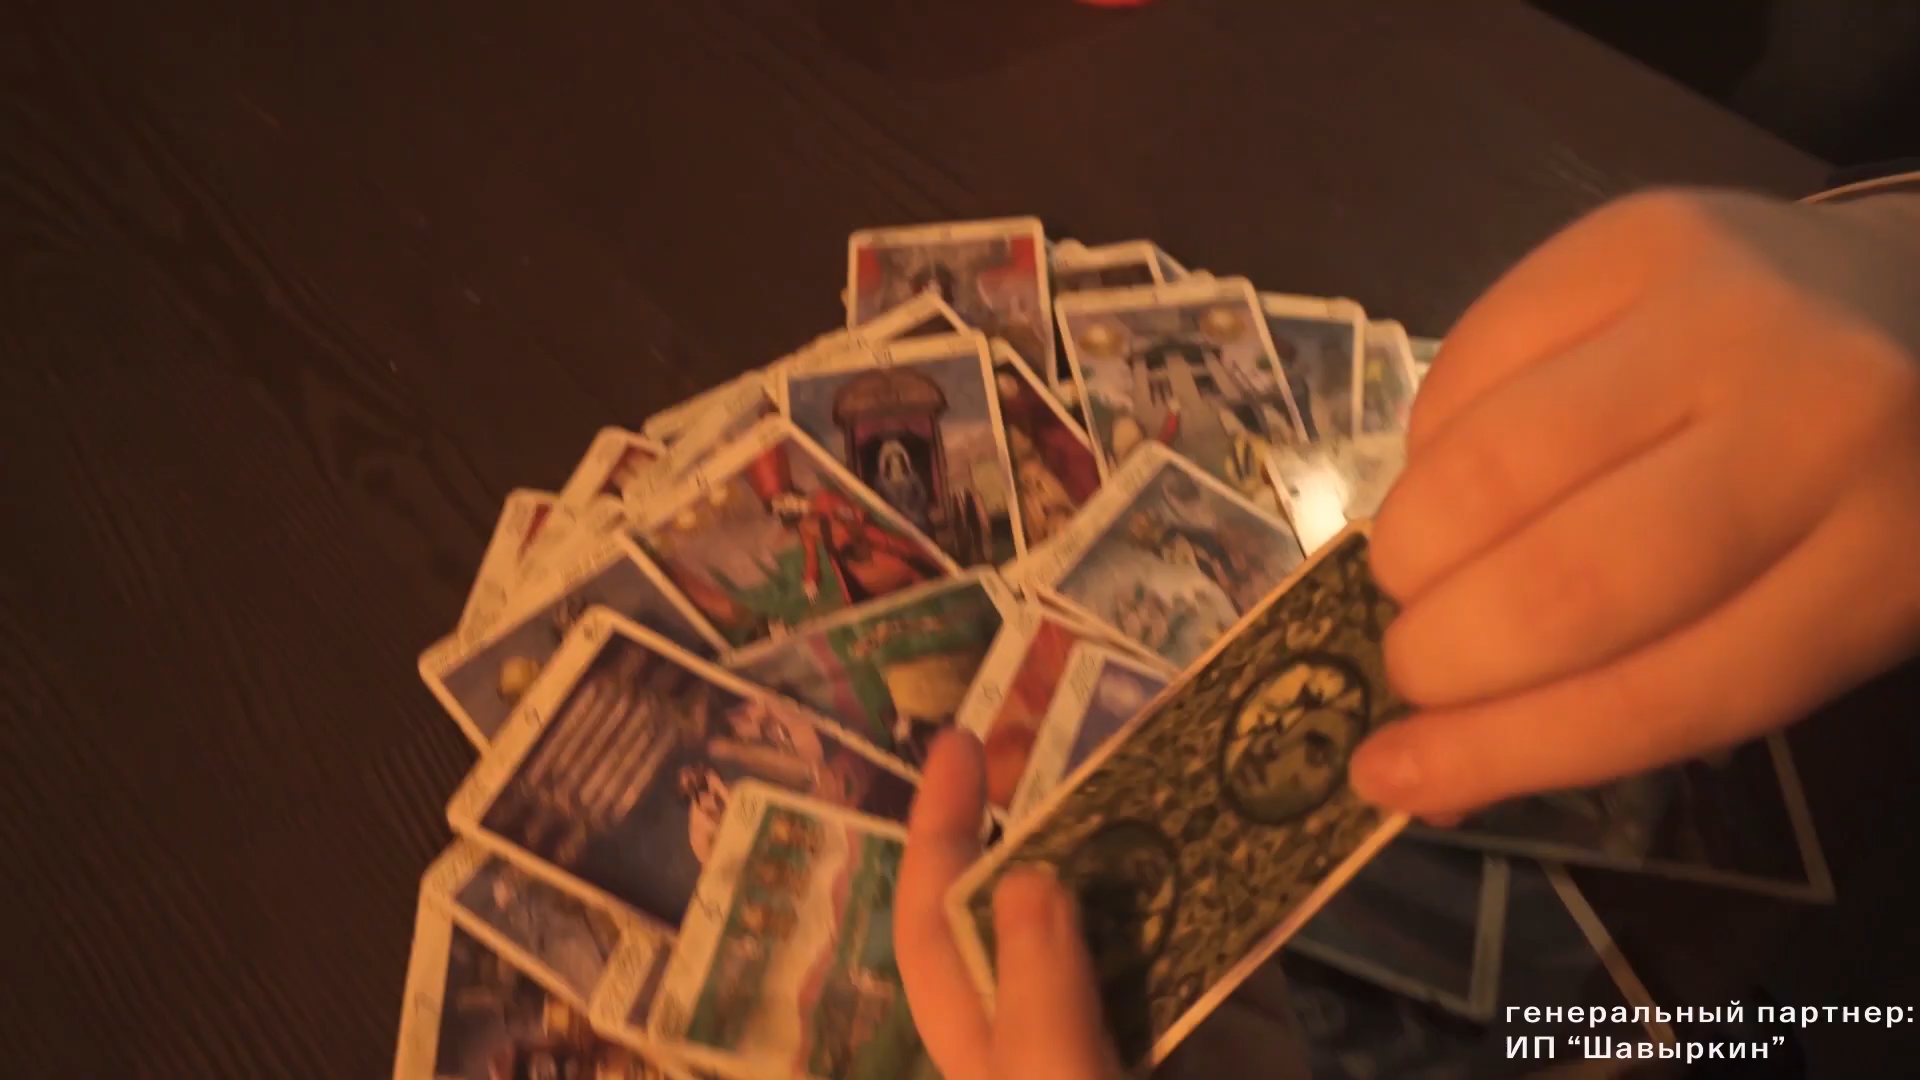 генеральный партнер:
ИП “Шавыркин”